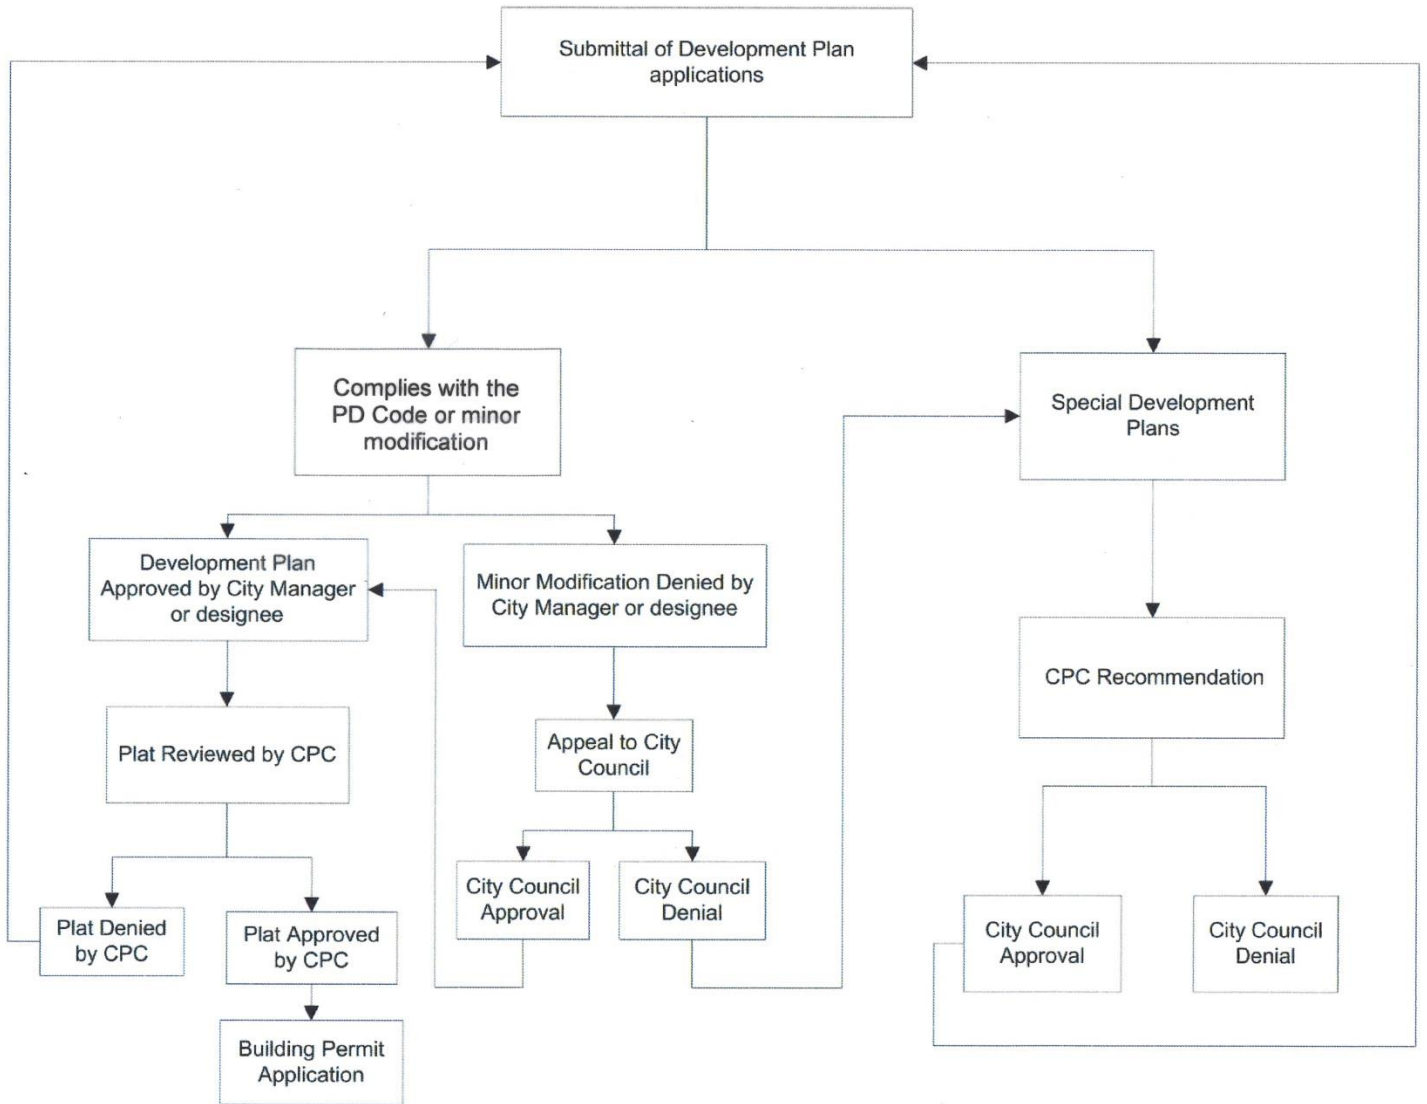 Submittal of Development Plan
applications
Complies with the
PD Code or minor
modification
Special Development
Plans
Development Plan
Approved by City Manager
or designee
Minor Modification Denied by
City Manager or designee
CPC Recommendation
Plat Reviewed by CPC
Appeal to City
Council
City Council
Approval
City Council
Denial
Plat Denied
by CPC
Plat Approved
by CPC
City Council
Approval
City Council
Denial
Building Permit
Application